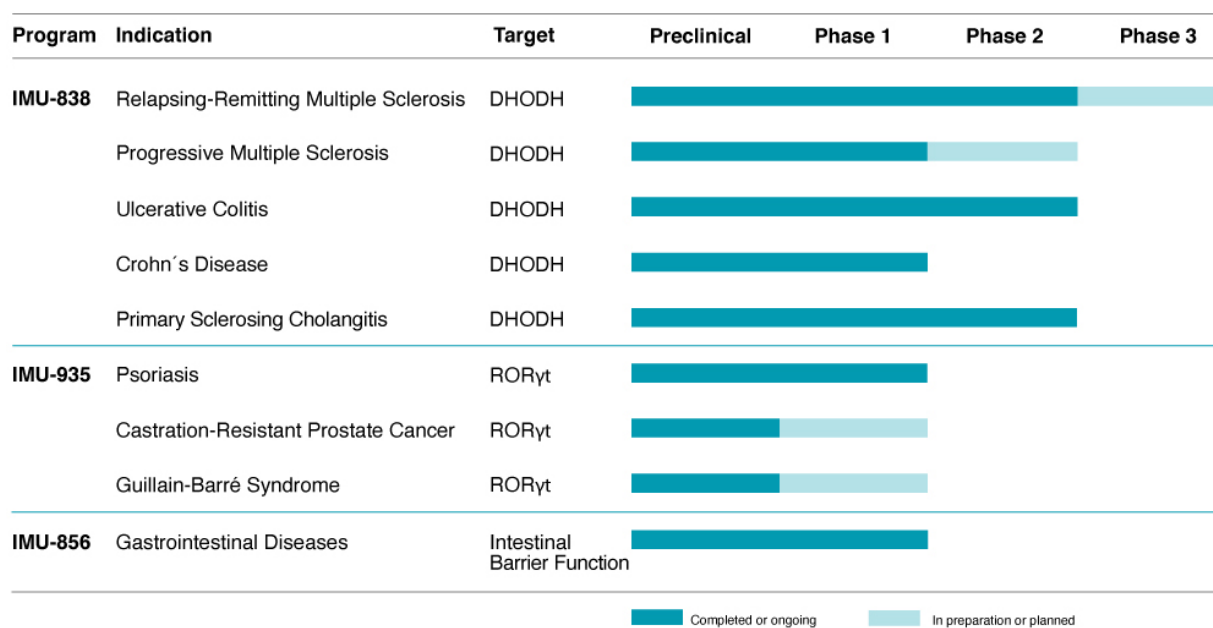 Program Indication Target Preclinical Phase 1 Phase 2 Phase 3
IMU-838 Relapsing-Remitting Multiple Sclerosis DHODH
Progressive Multiple Sclerosis DHODH
Ulcerative Colitis DHODH
Crohn´s Disease DHODH
Primary Sclerosing Cholangitis DHODH
IMU-935 Psoriasis RORγt
Castration-Resistant Prostate Cancer RORγt
Guillain-Barré Syndrome RORγt
IMU-856 Gastrointestinal Diseases Intestinal
Barrier Function
Completed or ongoing In preparation or planned